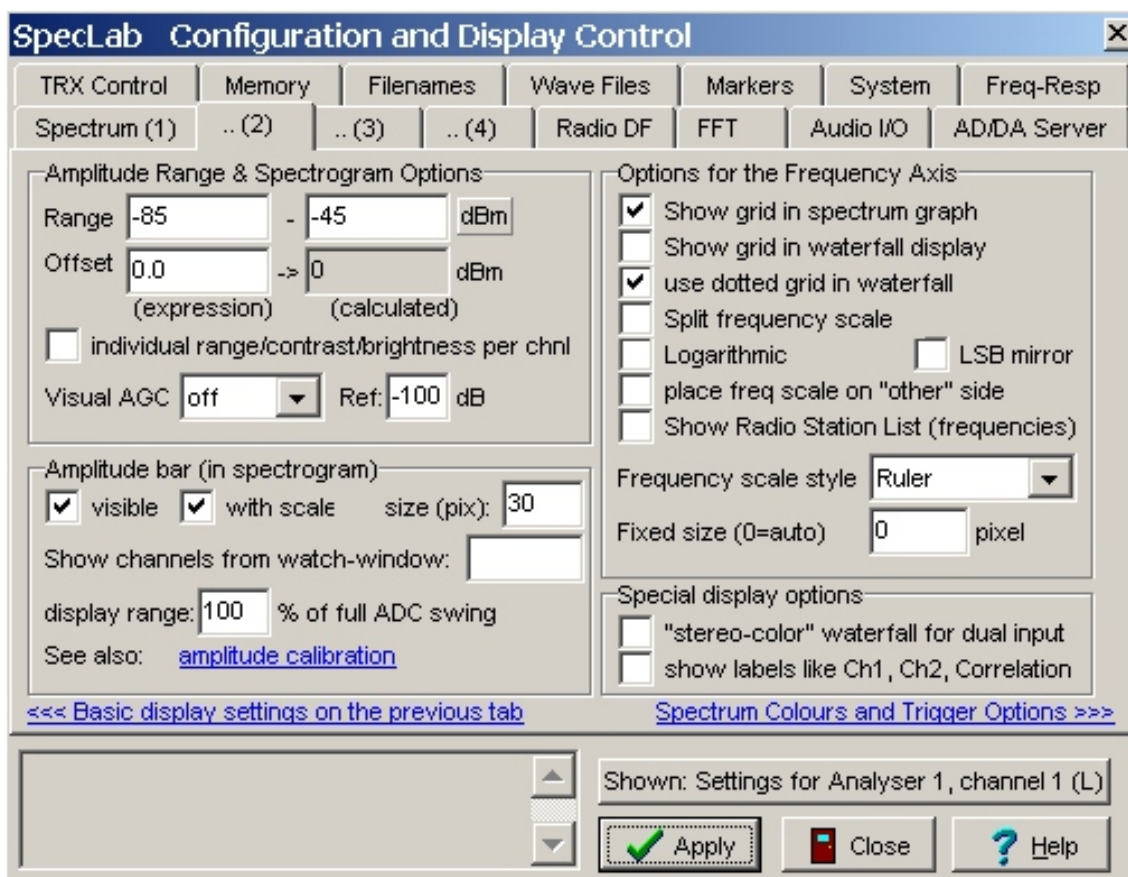 SpecLab Configuration and Display Control
TRX Control Memory Filenames Wave Files Markers System Freq-Resp
Spectrum (1) .. (2) .. (3) .. (4) Radio DF FFT Audio I/O AD/DA Server
Amplitude Range & Spectrogram Options
Range -85 - -45 dBm
Offset 0.0 -> 0 dBm
(expression) (calculated)
individual range/contrast/brightness per chnl
Visual AGC off Ref: -100 dB
Amplitude bar (in spectrogram)
visible with scale size (pix): 30
Show channels from watch-window:
display range: 100 % of full ADC swing
See also: amplitude calibration
<<< Basic display settings on the previous tab
Options for the Frequency Axis
Show grid in spectrum graph
Show grid in waterfall display
use dotted grid in waterfall
Split frequency scale
Logarithmic LSB mirror
place freq scale on "other" side
Show Radio Station List (frequencies)
Frequency scale style Ruler
Fixed size (0=auto) 0 pixel
Special display options
"stereo-color" waterfall for dual input
show labels like Ch1, Ch2, Correlation
Spectrum Colours and Trigger Options >>>
Shown: Settings for Analyser 1, channel 1 (L)
Apply Close Help